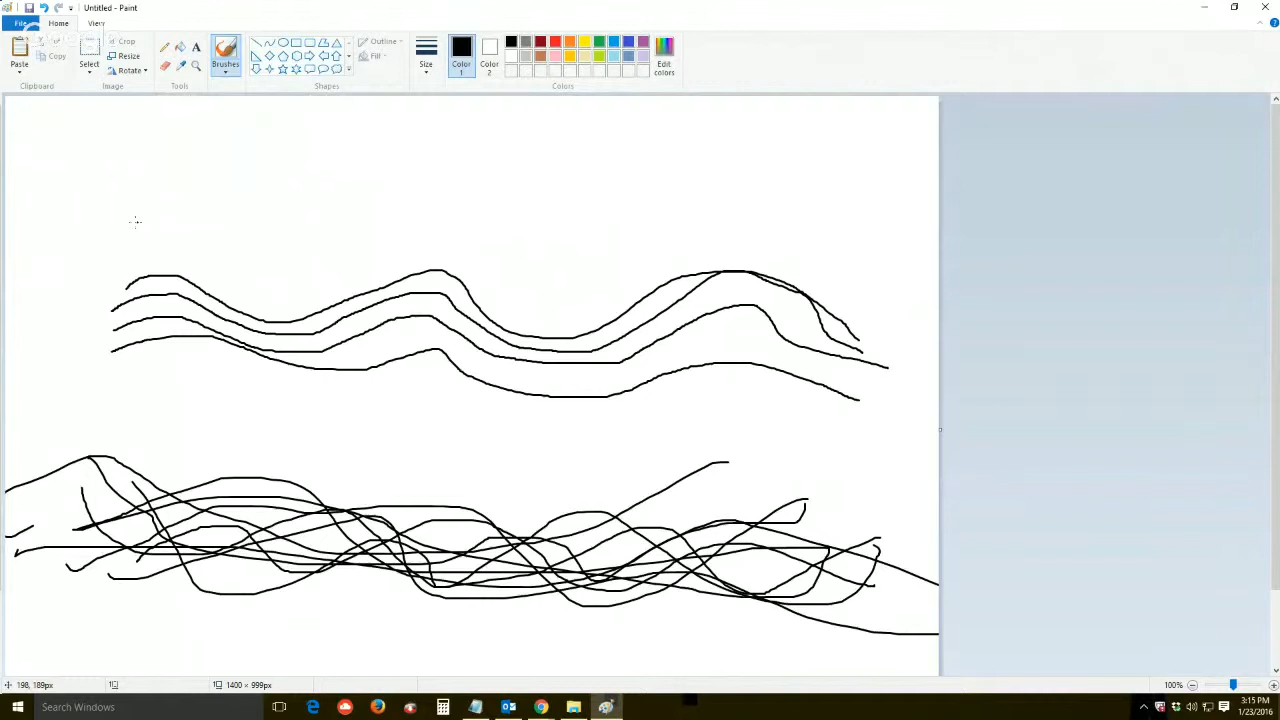 Untitled - Paint
File Home View
Paste
Cut
Copy
Select
Crop
Resize
Rotate
Brushes
Outline
Fill
Size
Color 1
Color 2
Edit colors
Clipboard Image Tools Shapes Colors
198, 189px 1400 × 999px 100%
Search Windows
3:15 PM
1/23/2016